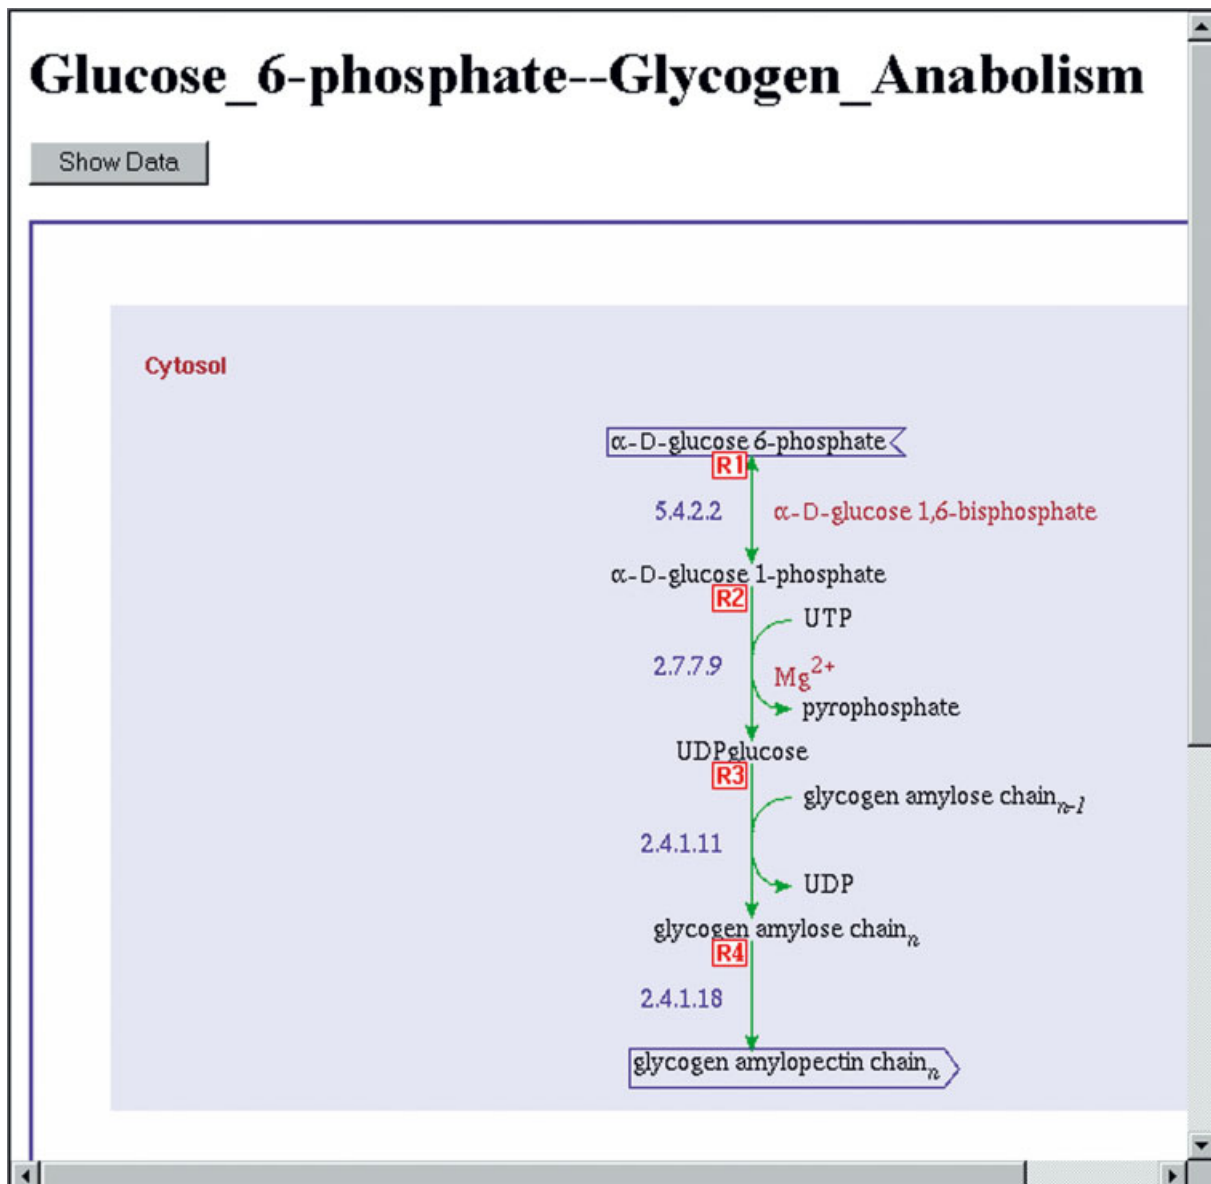 Glucose_6-phosphate--Glycogen_Anabolism
Show Data
Cytosol
α-D-glucose 6-phosphate
R1
5.4.2.2 α-D-glucose 1,6-bisphosphate
α-D-glucose 1-phosphate
R2
UTP
2.7.7.9 Mg2+
pyrophosphate
UDPglucose
R3
glycogen amylose chainn-1
2.4.1.11
UDP
glycogen amylose chainn
R4
2.4.1.18
glycogen amylopectin chainn